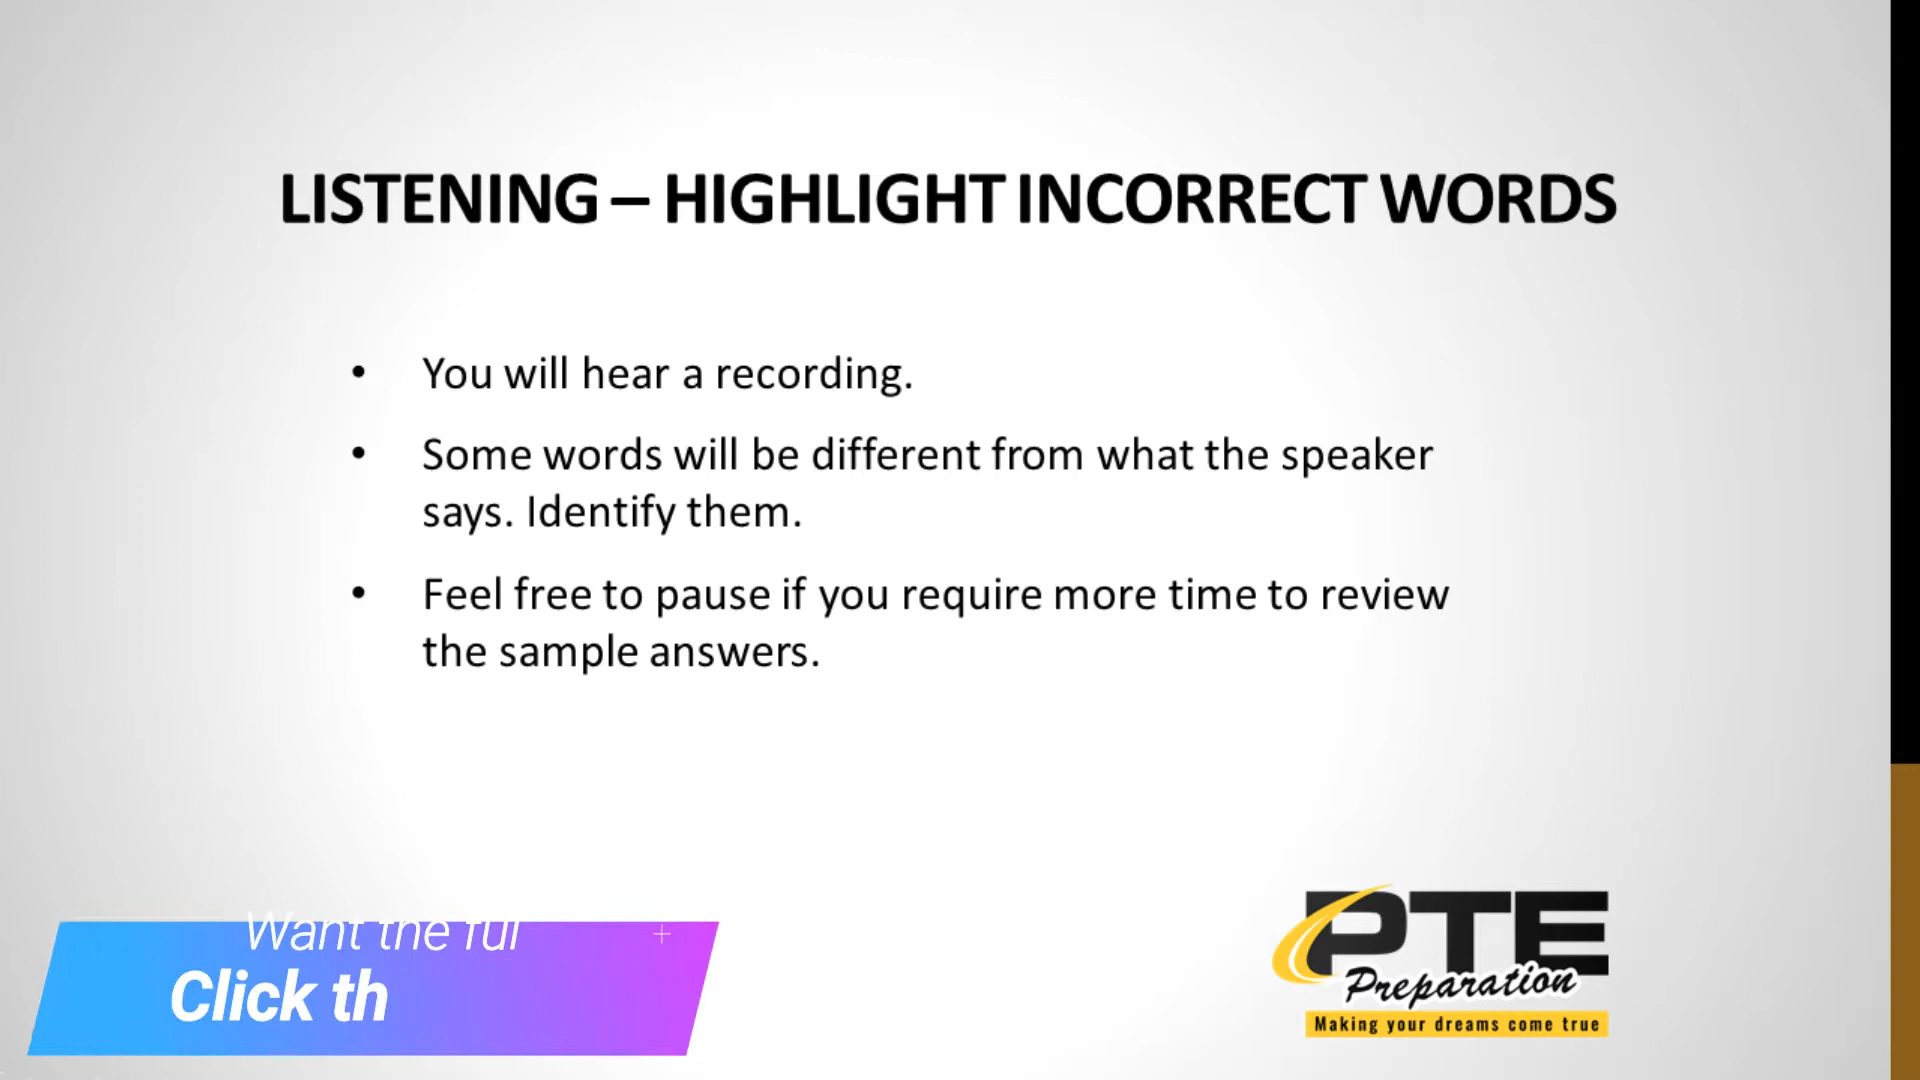 LISTENING – HIGHLIGHT INCORRECT WORDS
• You will hear a recording.
• Some words will be different from what the speaker
says. Identify them.
• Feel free to pause if you require more time to review
the sample answers.
Want the ful
Click th
PTE
Preparation
Making your dreams come true